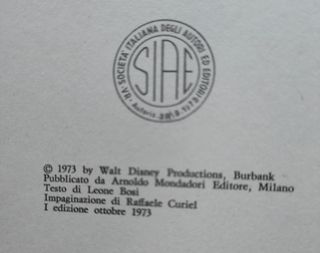 SOCIETÀ ITALIANA DEGLI AUTORI ED EDITORI
SIAE
© 1973 by Walt Disney Productions, Burbank
Pubblicato da Arnoldo Mondadori Editore, Milano
Testo di Leone Bosi
Impaginazione di Raffaele Curiel
I edizione ottobre 1973